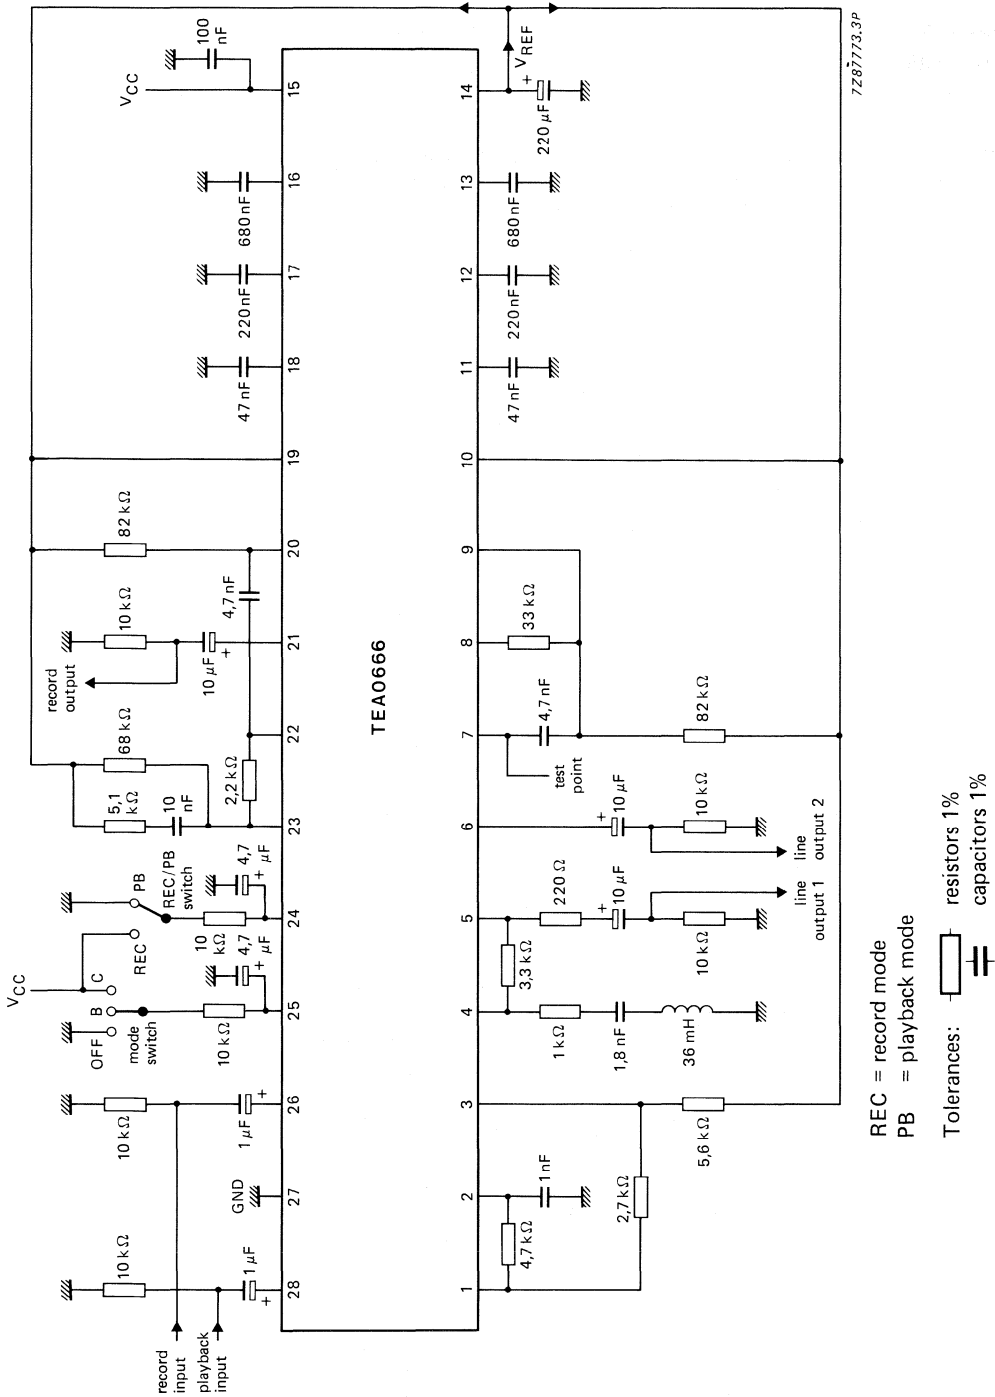 record
input
playback
input
10 kΩ
1 µF
+
28
GND
27
10 kΩ
1 µF
+
26
VCC
OFF
B
C
mode
switch
10 kΩ
4,7
µF
+
25
REC
PB
REC/PB
switch
10
kΩ
4,7
µF
+
24
5,1
kΩ
10
nF
23
68 kΩ
2,2 kΩ
22
record
output
10 kΩ
10 µF
+
21
82 kΩ
4,7 nF
20
19
47 nF
18
220 nF
17
680 nF
16
VCC
100
nF
15
TEA0666
1
4,7 kΩ
2
1 nF
2,7 kΩ
3
5,6 kΩ
4
1 kΩ
1,8 nF
36 mH
3,3 kΩ
5
220 Ω
+
10 µF
10 kΩ
line
output 1
6
+
10 µF
10 kΩ
line
output 2
7
test
point
4,7 nF
82 kΩ
8
33 kΩ
9
10
11
47 nF
12
220 nF
13
680 nF
14
+
220 µF
VREF
7Z87773.3P
REC = record mode
PB = playback mode
Tolerances:
resistors 1%
capacitors 1%